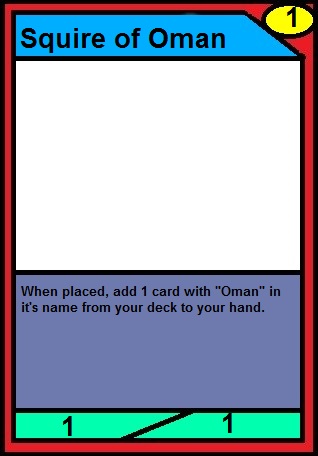 Squire of Oman
1
When placed, add 1 card with "Oman" in
it's name from your deck to your hand.
1
1